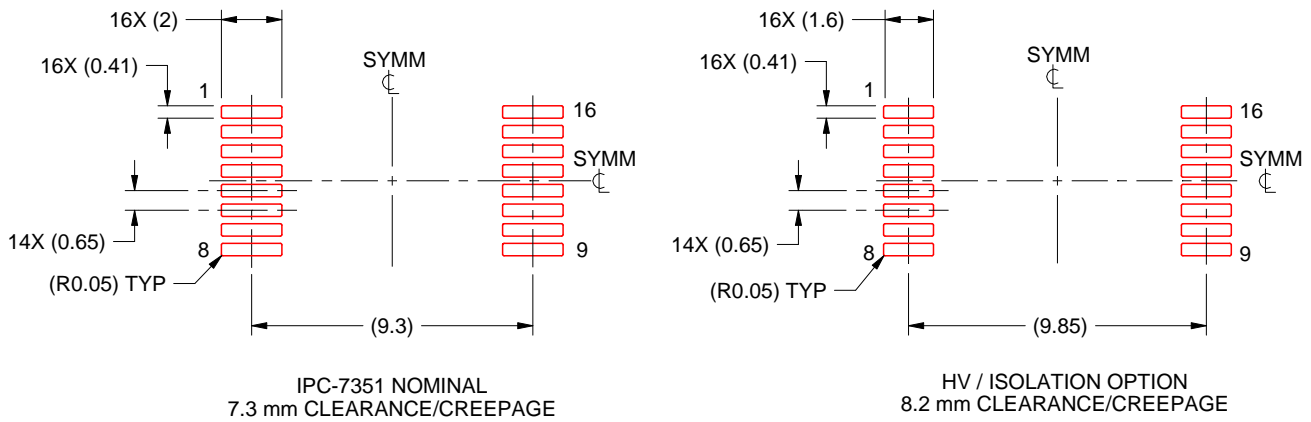 16X (2)
16X (0.41)
SYMM
1
16
SYMM
14X (0.65)
8
9
(R0.05) TYP
(9.3)
IPC-7351 NOMINAL
7.3 mm CLEARANCE/CREEPAGE
16X (1.6)
16X (0.41)
SYMM
1
16
SYMM
14X (0.65)
8
9
(R0.05) TYP
(9.85)
HV / ISOLATION OPTION
8.2 mm CLEARANCE/CREEPAGE